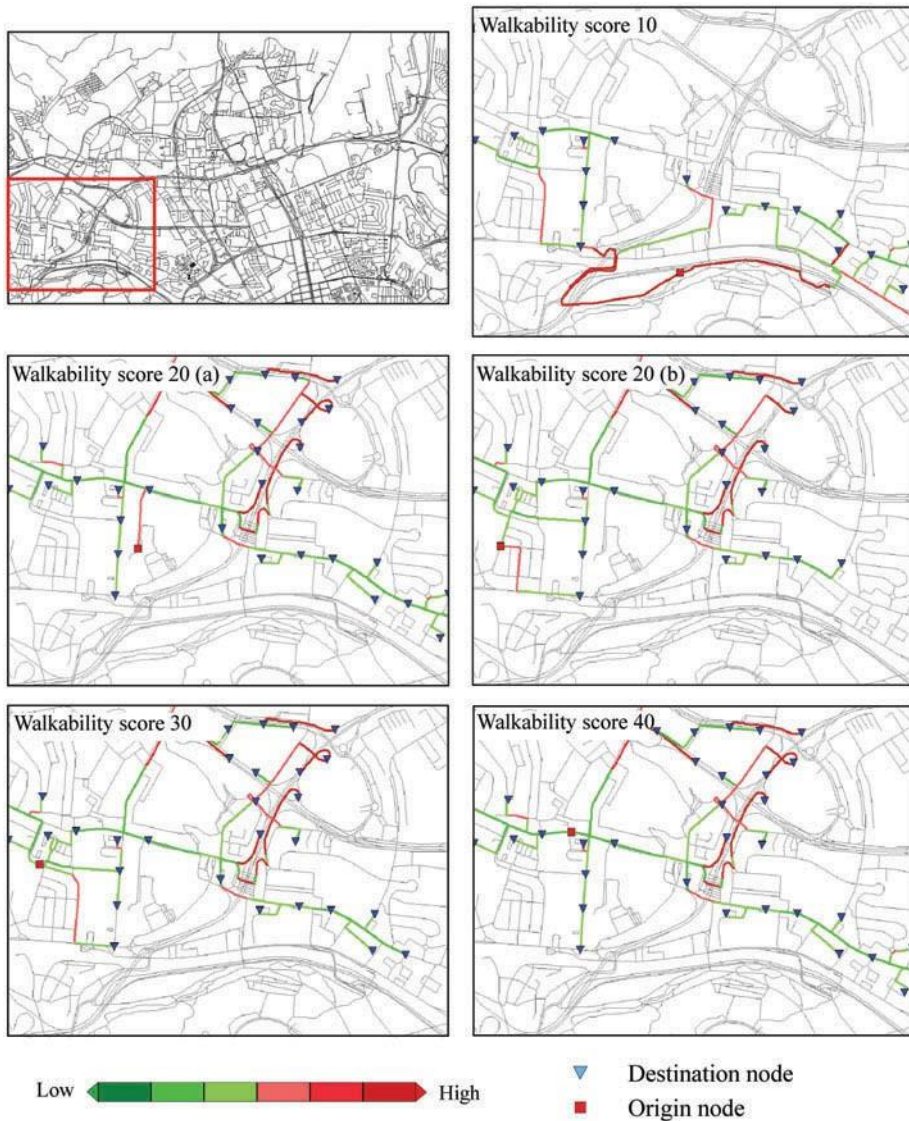 Walkability score 10
Walkability score 20 (a)
Walkability score 20 (b)
Walkability score 30
Walkability score 40
Low
High
Destination node
Origin node